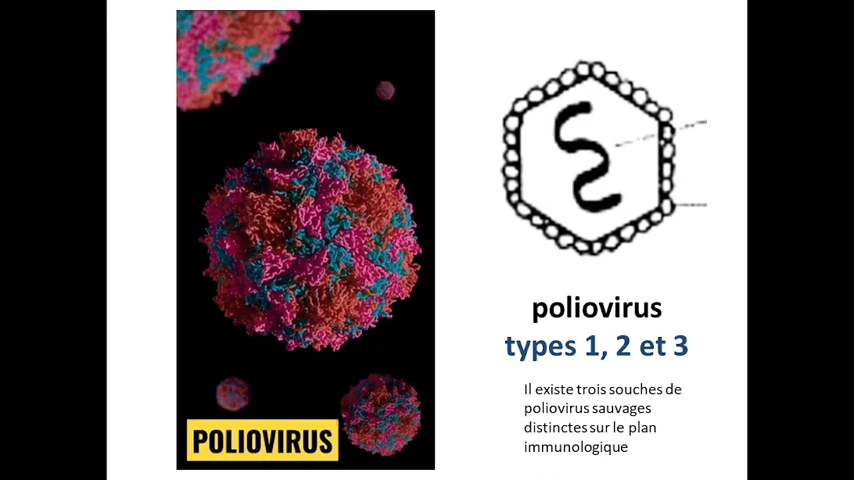 POLIOVIRUS
poliovirus
types 1, 2 et 3
Il existe trois souches de
poliovirus sauvages
distinctes sur le plan
immunologique